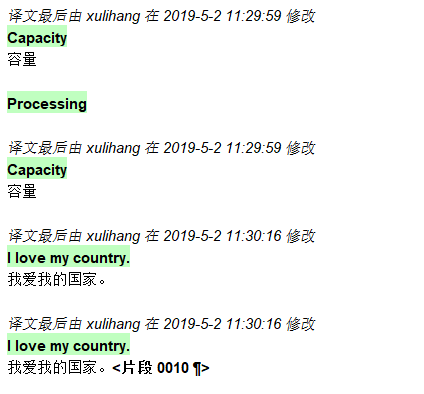 译文最后由 xulihang 在 2019-5-2 11:29:59 修改
Capacity
容量
Processing
译文最后由 xulihang 在 2019-5-2 11:29:59 修改
Capacity
容量
译文最后由 xulihang 在 2019-5-2 11:30:16 修改
I love my country.
我爱我的国家。
译文最后由 xulihang 在 2019-5-2 11:30:16 修改
I love my country.
我爱我的国家。<片段 0010 ¶>